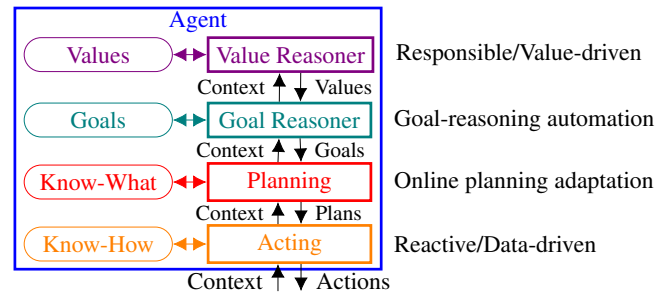 Agent
Values Value Reasoner Responsible/Value-driven
Context Values
Goals Goal Reasoner Goal-reasoning automation
Context Goals
Know-What Planning Online planning adaptation
Context Plans
Know-How Acting Reactive/Data-driven
Context Actions